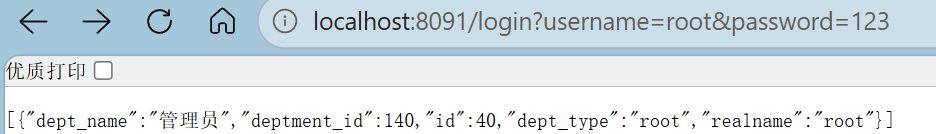 localhost:8091/login?username=root&password=123
优质打印
[{"dept_name":"管理员","deptment_id":140,"id":40,"dept_type":"root","realname":"root"}]